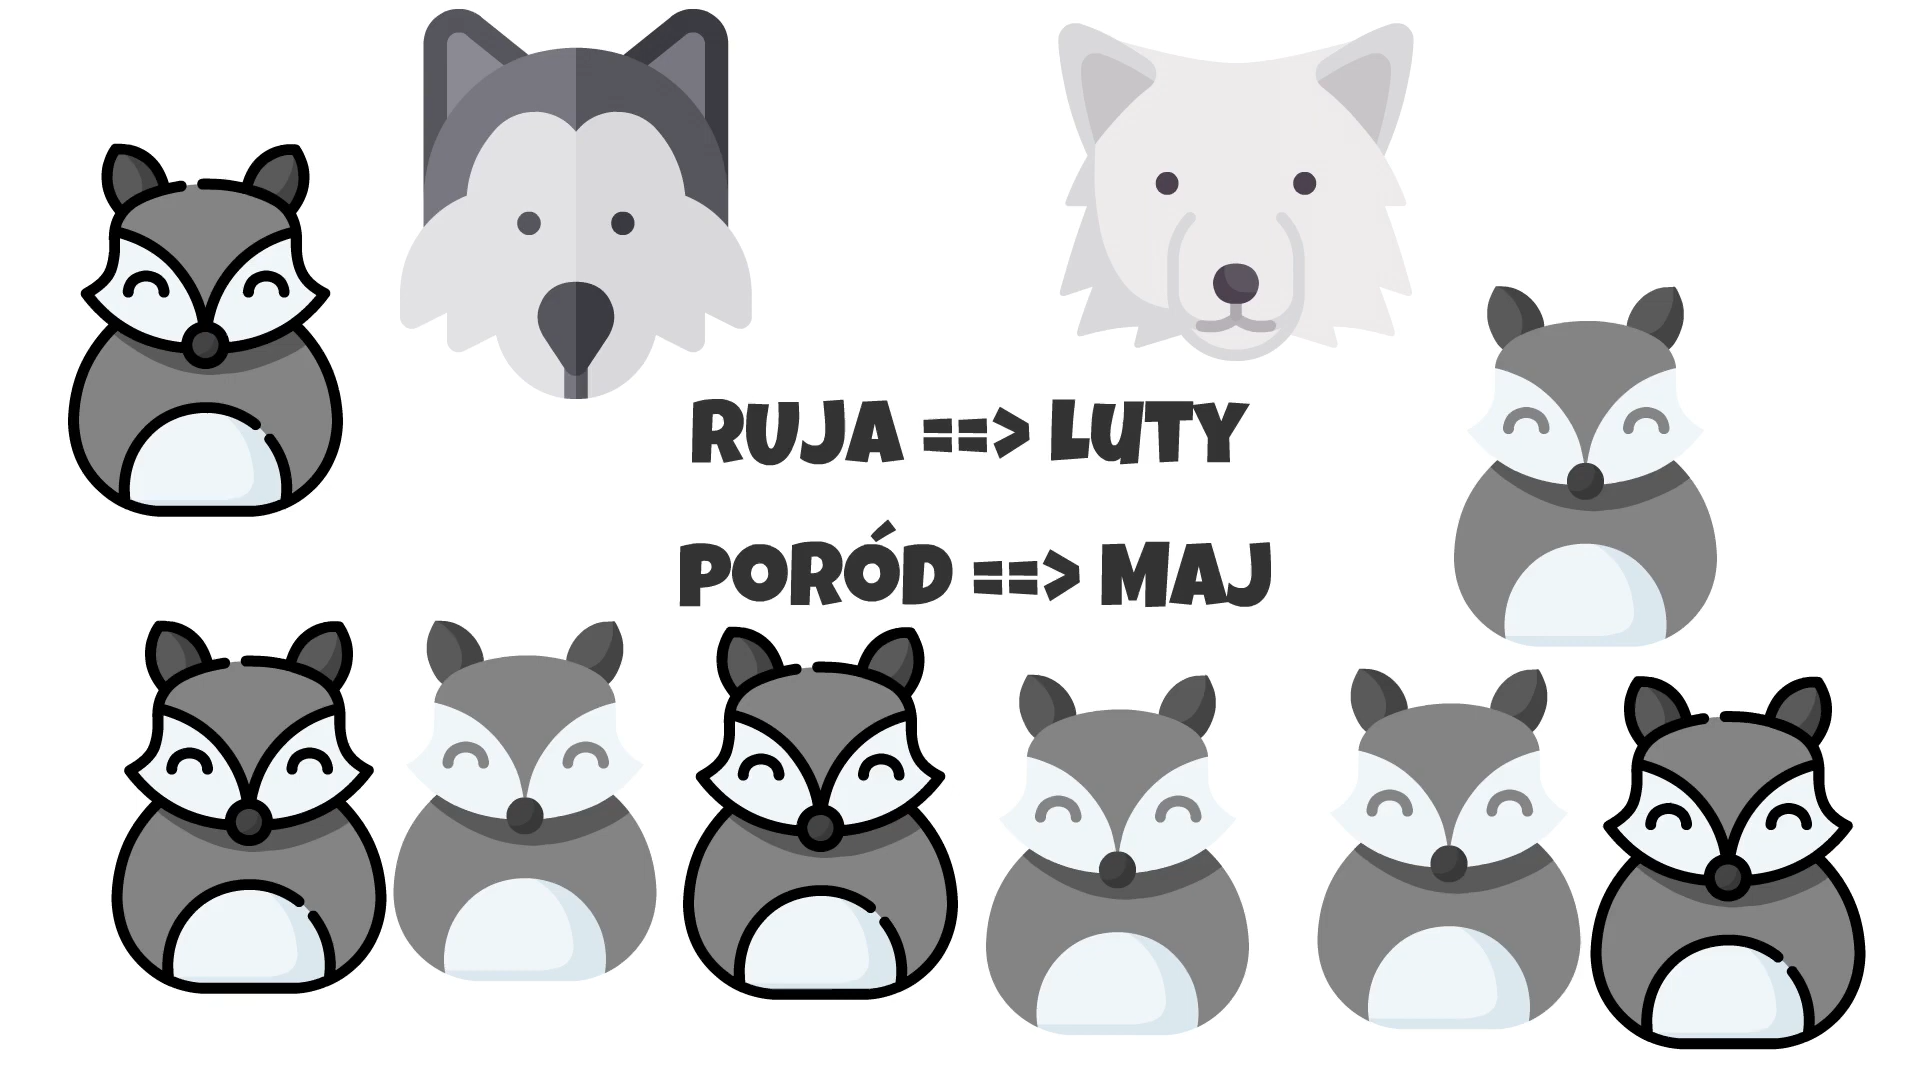 RUJA ==> LUTY
PORÓD ==> MAJ